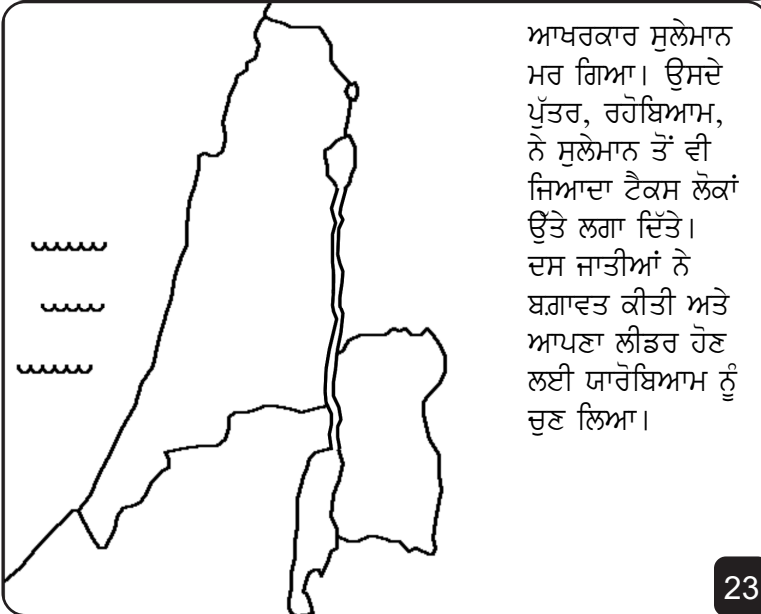 ਆਖਰਕਾਰ ਸੁਲੇਮਾਨ
ਮਰ ਗਿਆ। ਉਸਦੇ
ਪੁੱਤਰ, ਰਹੋਬਿਆਮ,
ਨੇ ਸੁਲੇਮਾਨ ਤੋਂ ਵੀ
ਜਿਆਦਾ ਟੈਕਸ ਲੋਕਾਂ
ਉੱਤੇ ਲਗਾ ਦਿੱਤੇ।
ਦਸ ਜਾਤੀਆਂ ਨੇ
ਬਗ਼ਾਵਤ ਕੀਤੀ ਅਤੇ
ਆਪਣਾ ਲੀਡਰ ਹੋਣ
ਲਈ ਯਾਰੋਬਿਆਮ ਨੂੰ
ਚੁਣ ਲਿਆ।
23